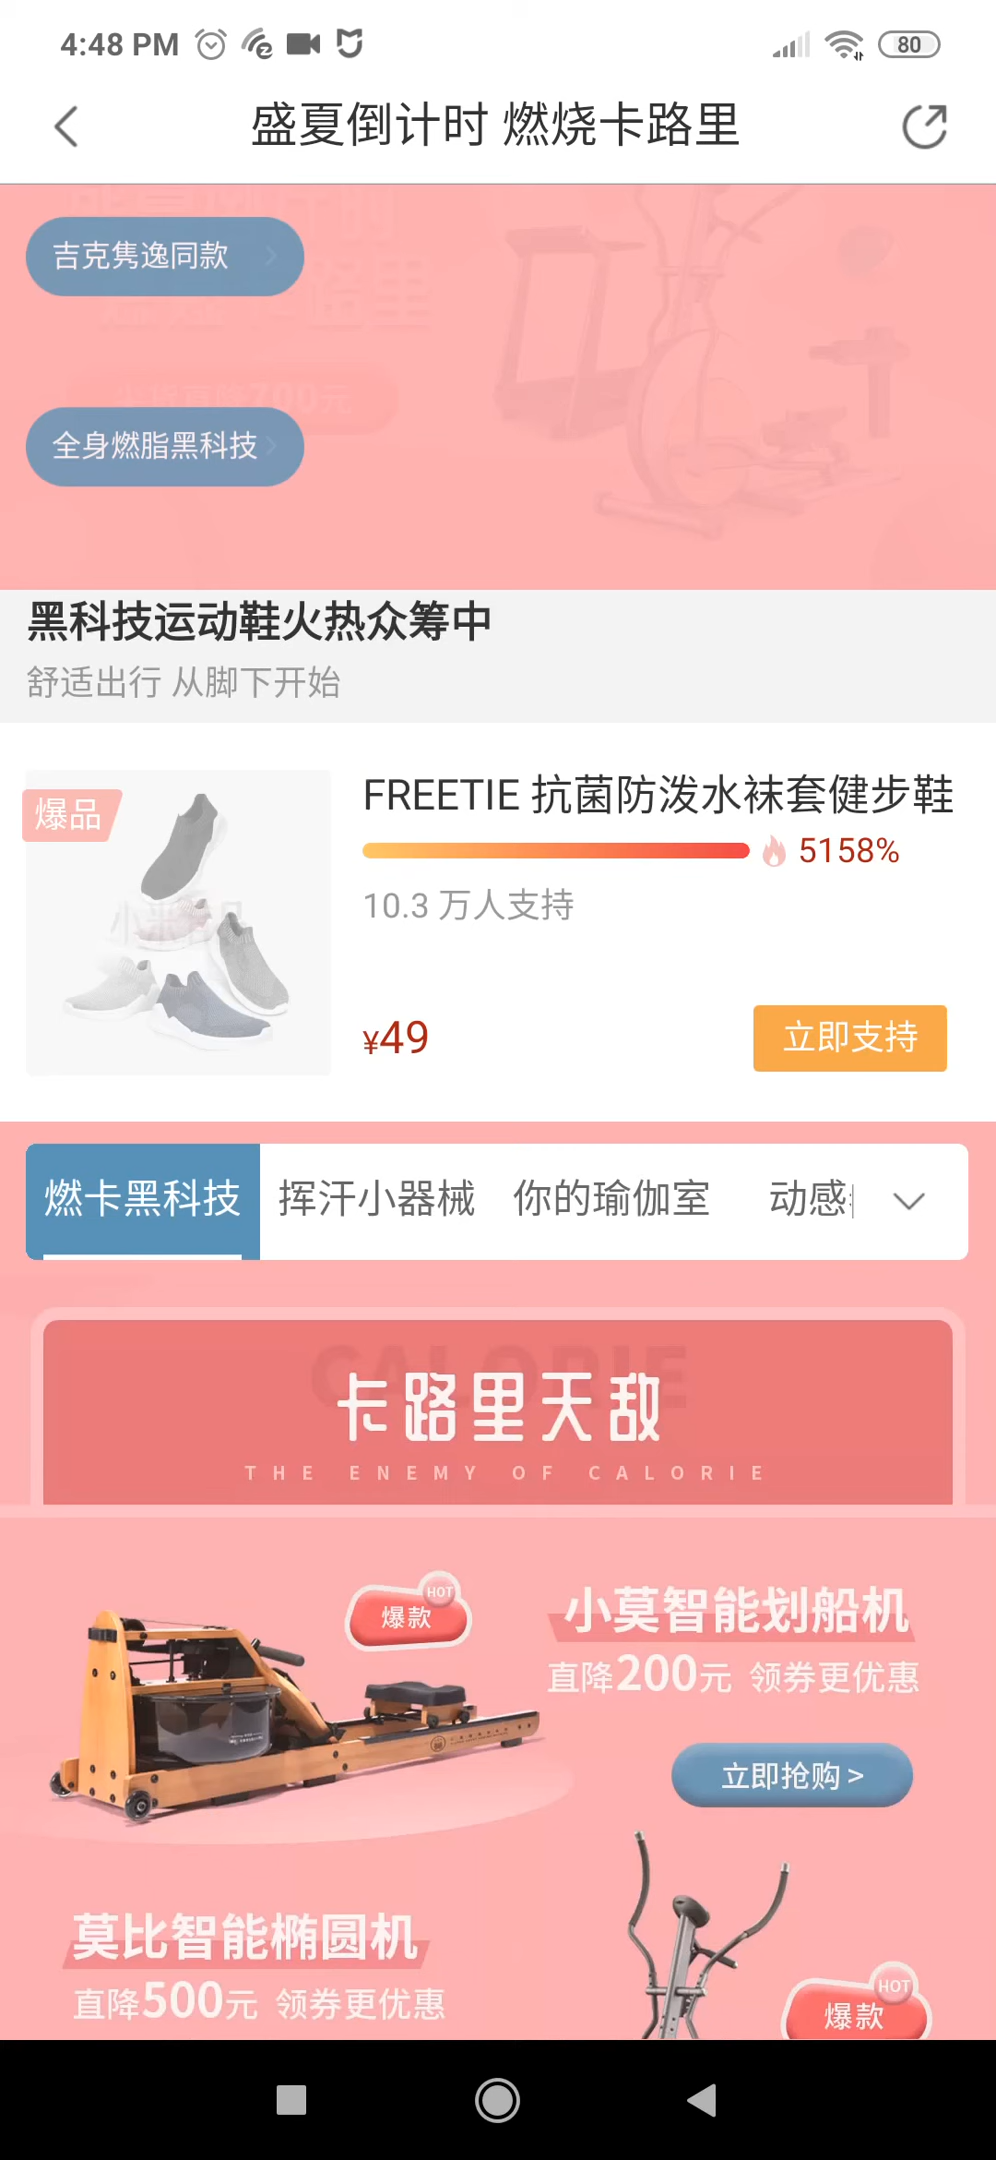 4:48 PM
80
盛夏倒计时 燃烧卡路里
吉克隽逸同款
直降700元
全身燃脂黑科技
黑科技运动鞋火热众筹中
舒适出行 从脚下开始
爆品
FREETIE 抗菌防泼水袜套健步鞋
5158%
10.3 万人支持
¥49
立即支持
燃卡黑科技
挥汗小器械
你的瑜伽室
动感
CALORIE
卡路里天敌
THE ENEMY OF CALORIE
HOT
爆款
小莫智能划船机
直降200元 领券更优惠
立即抢购 >
莫比智能椭圆机
直降500元 领券更优惠
HOT
爆款